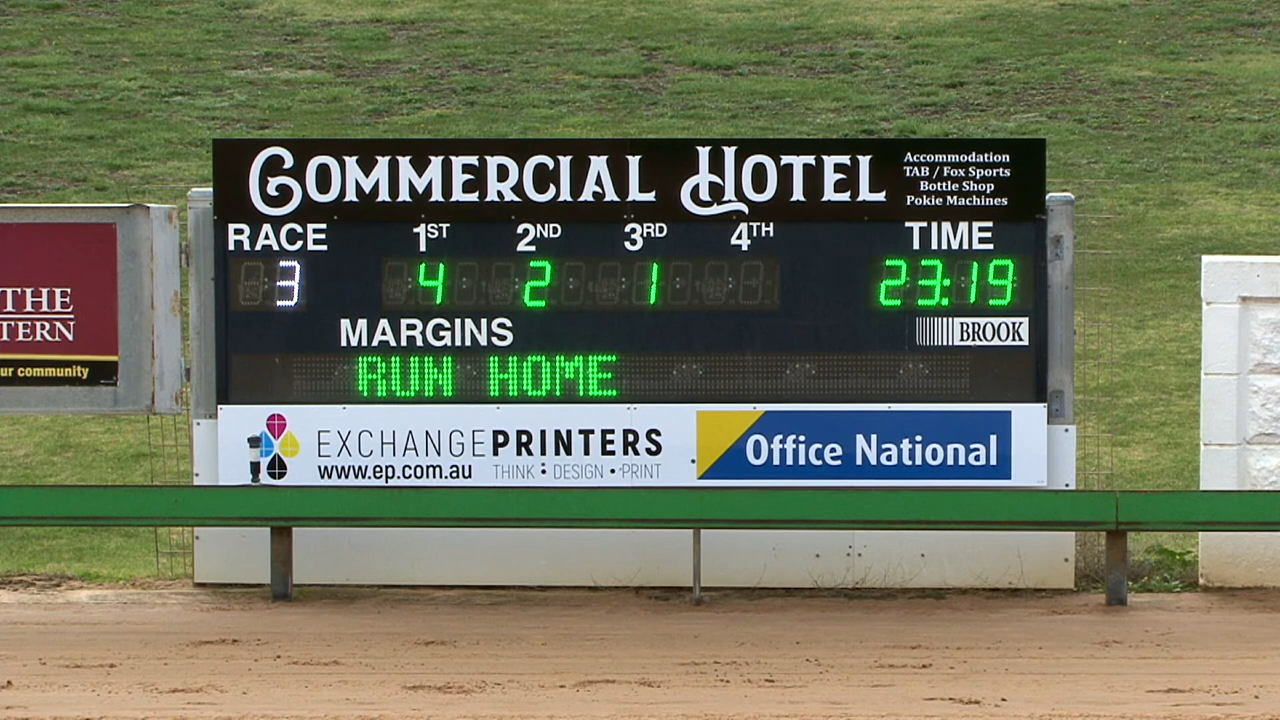 COMMERCIAL HOTEL
Accommodation
TAB / Fox Sports
Bottle Shop
Pokie Machines
RACE 1ST 2ND 3RD 4TH TIME
3 4 2 1 23:19
MARGINS
BROOK
RUN HOME
THE
TERN
ur community
EXCHANGEPRINTERS
www.ep.com.au THINK • DESIGN • PRINT
Office National